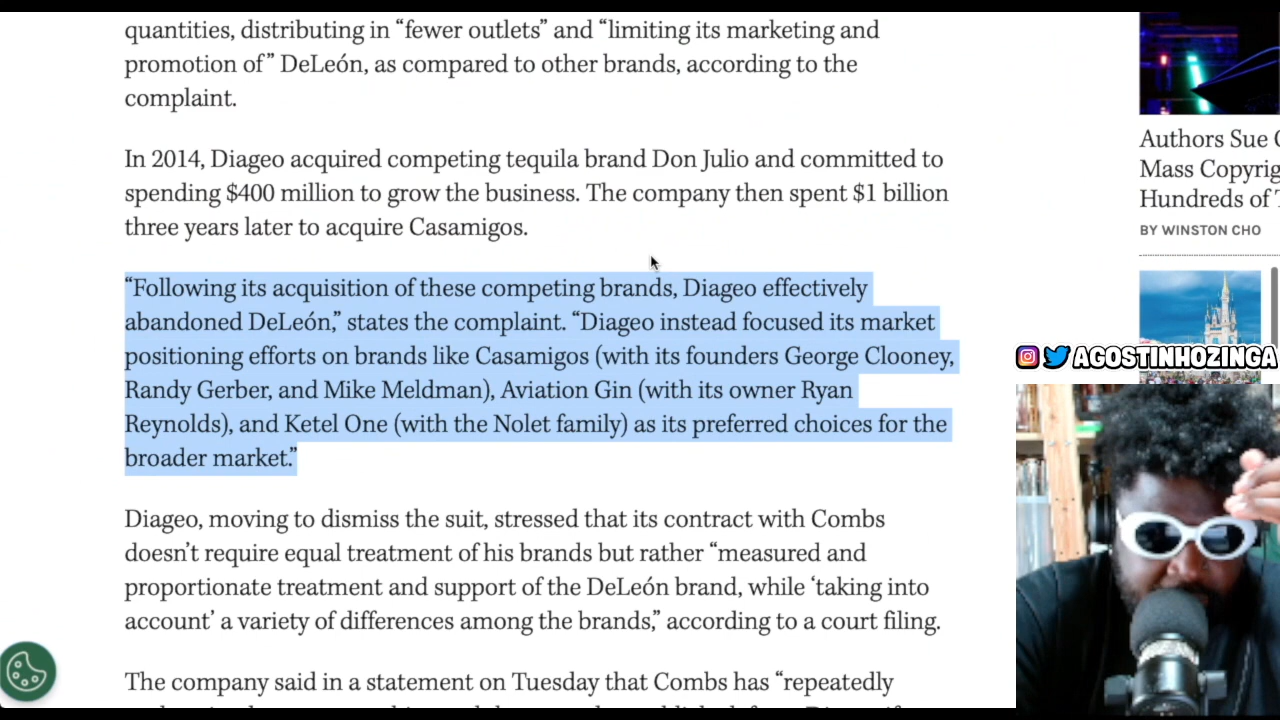 quantities, distributing in “fewer outlets” and “limiting its marketing and
promotion of” DeLeón, as compared to other brands, according to the
complaint.
In 2014, Diageo acquired competing tequila brand Don Julio and committed to
spending $400 million to grow the business. The company then spent $1 billion
three years later to acquire Casamigos.
“Following its acquisition of these competing brands, Diageo effectively
abandoned DeLeón,” states the complaint. “Diageo instead focused its market
positioning efforts on brands like Casamigos (with its founders George Clooney,
Randy Gerber, and Mike Meldman), Aviation Gin (with its owner Ryan
Reynolds), and Ketel One (with the Nolet family) as its preferred choices for the
broader market.”
Diageo, moving to dismiss the suit, stressed that its contract with Combs
doesn’t require equal treatment of his brands but rather “measured and
proportionate treatment and support of the DeLeón brand, while ‘taking into
account’ a variety of differences among the brands,” according to a court filing.
The company said in a statement on Tuesday that Combs has “repeatedly
Authors Sue
Mass Copyrig
Hundreds of
BY WINSTON CHO
AGOSTINHOZINGA